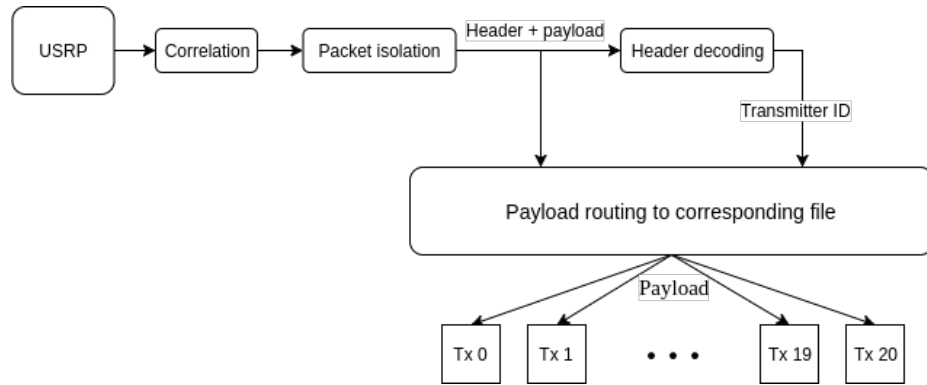 USRP
Correlation
Packet isolation
Header + payload
Header decoding
Transmitter ID
Payload routing to corresponding file
Payload
Tx 0
Tx 1
• • •
Tx 19
Tx 20